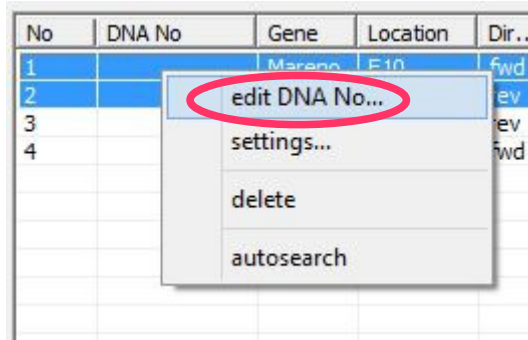 No DNA No Gene Location Dir..
1 Mareno E10 fwd
edit DNA No...
2 rev
3 rev
settings...
4 fwd
delete
autosearch